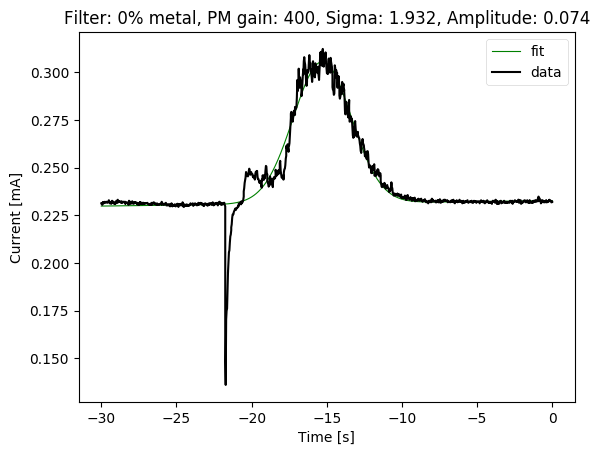 Filter: 0% metal, PM gain: 400, Sigma: 1.932, Amplitude: 0.074
fit
data
0.300
0.275
0.250
0.225
0.200
0.175
0.150
Current [mA]
−30
−25
−20
−15
−10
−5
0
Time [s]